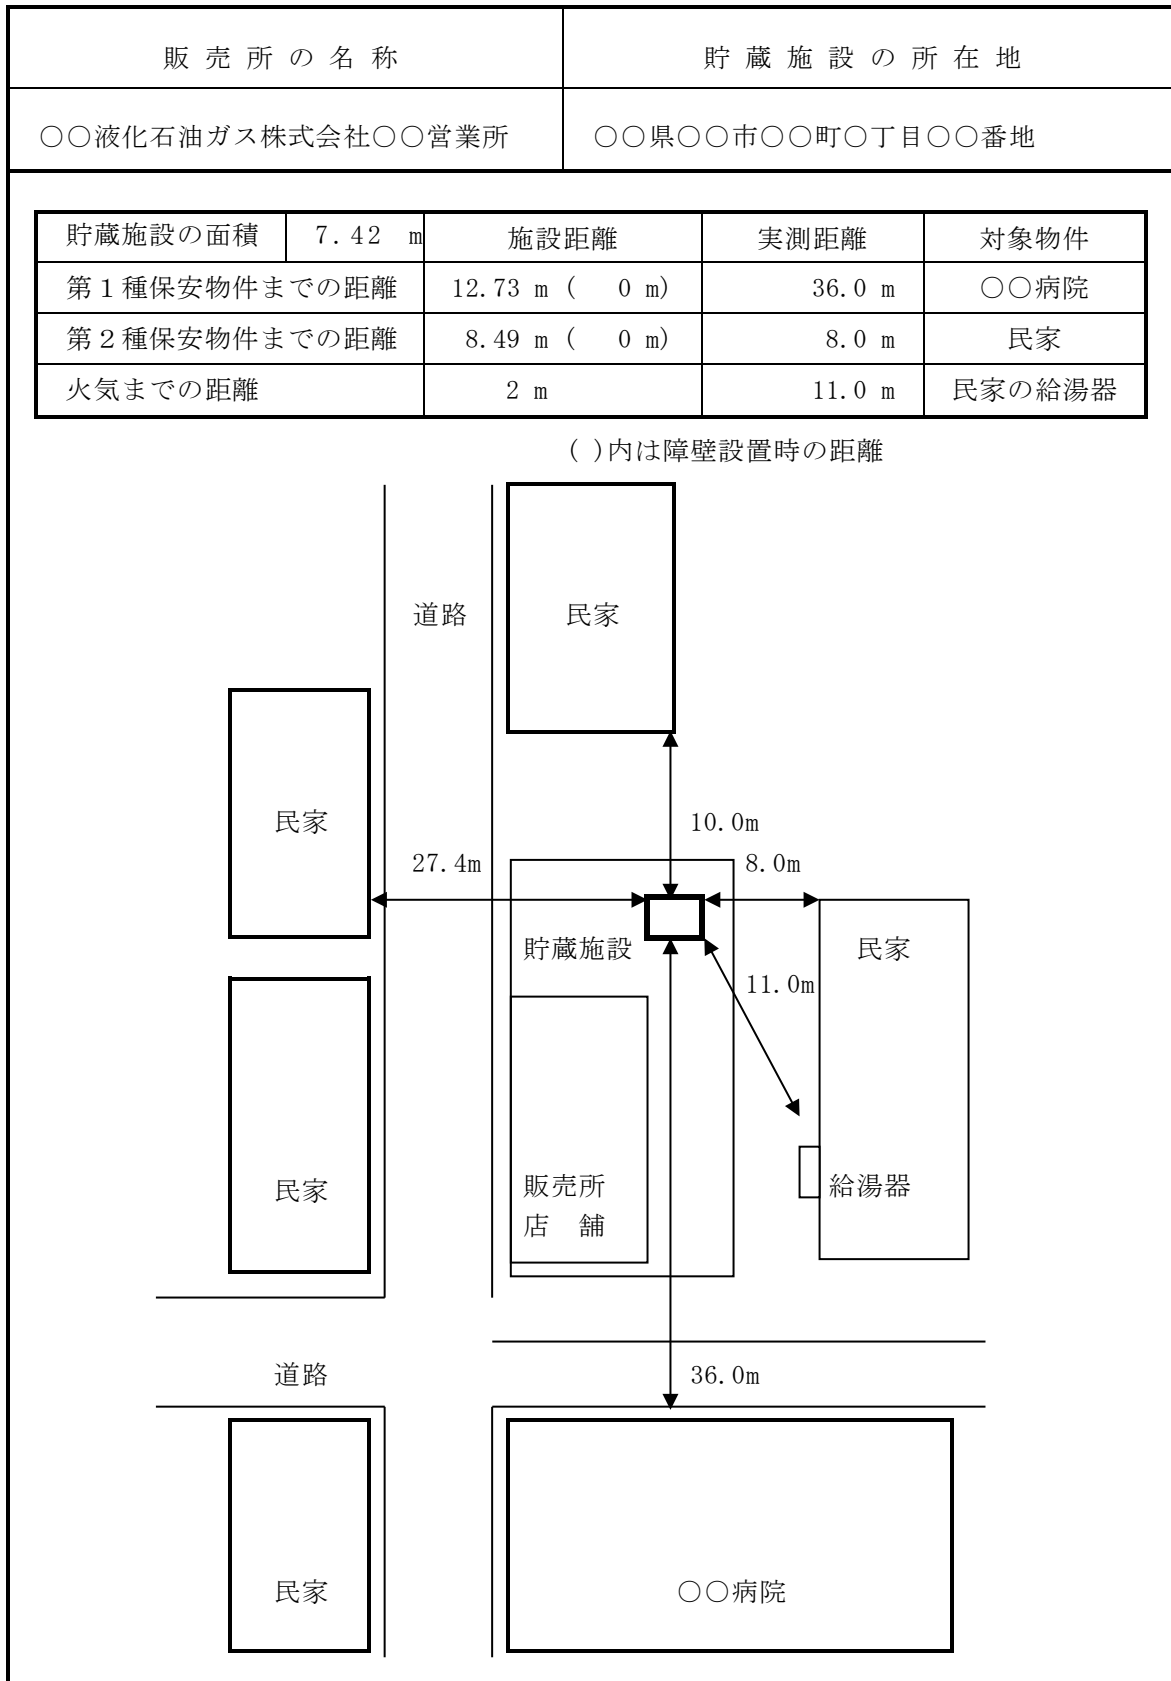 販売所の名称 貯蔵施設の所在地
○○液化石油ガス株式会社○○営業所 ○○県○○市○○町○丁目○○番地
貯蔵施設の面積 7.42 m 施設距離 実測距離 対象物件
第1種保安物件までの距離 12.73 m ( 0 m) 36.0 m ○○病院
第2種保安物件までの距離 8.49 m ( 0 m) 8.0 m 民家
火気までの距離 2 m 11.0 m 民家の給湯器
( )内は障壁設置時の距離
道路 民家
民家 10.0m
27.4m 8.0m
貯蔵施設 民家
11.0m
民家 販売所 給湯器
店 舗
道路 36.0m
民家 ○○病院